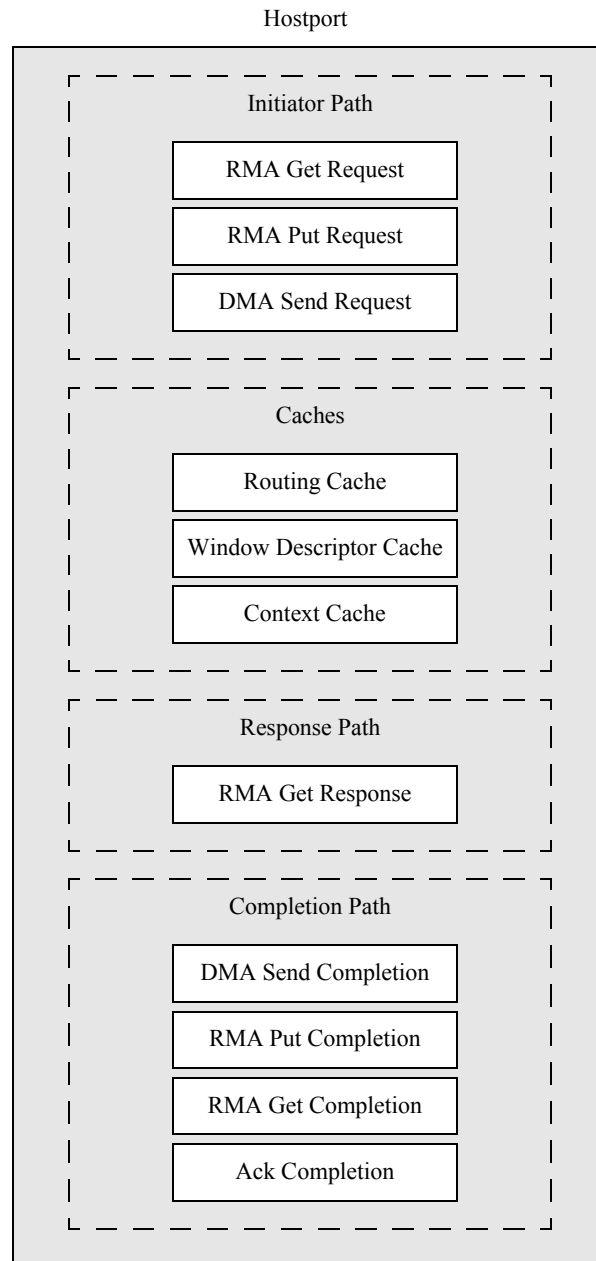 Hostport
Initiator Path
RMA Get Request
RMA Put Request
DMA Send Request
Caches
Routing Cache
Window Descriptor Cache
Context Cache
Response Path
RMA Get Response
Completion Path
DMA Send Completion
RMA Put Completion
RMA Get Completion
Ack Completion